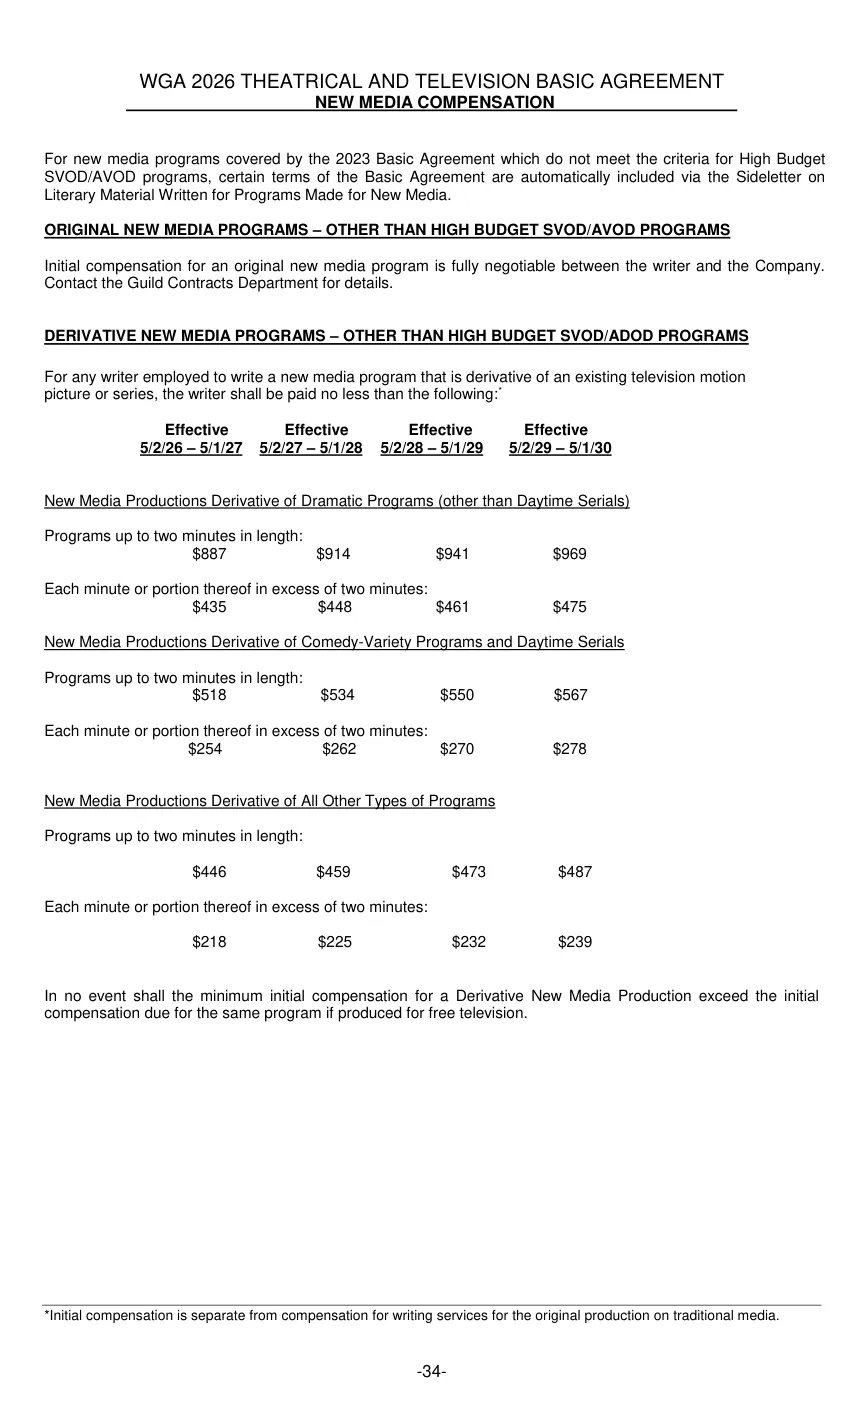 WGA 2026 THEATRICAL AND TELEVISION BASIC AGREEMENT
NEW MEDIA COMPENSATION
For new media programs covered by the 2023 Basic Agreement which do not meet the criteria for High Budget
SVOD/AVOD programs, certain terms of the Basic Agreement are automatically included via the Sideletter on
Literary Material Written for Programs Made for New Media.
ORIGINAL NEW MEDIA PROGRAMS – OTHER THAN HIGH BUDGET SVOD/AVOD PROGRAMS
Initial compensation for an original new media program is fully negotiable between the writer and the Company.
Contact the Guild Contracts Department for details.
DERIVATIVE NEW MEDIA PROGRAMS – OTHER THAN HIGH BUDGET SVOD/ADOD PROGRAMS
For any writer employed to write a new media program that is derivative of an existing television motion
picture or series, the writer shall be paid no less than the following:*
Effective Effective Effective Effective
5/2/26 – 5/1/27 5/2/27 – 5/1/28 5/2/28 – 5/1/29 5/2/29 – 5/1/30
New Media Productions Derivative of Dramatic Programs (other than Daytime Serials)
Programs up to two minutes in length:
$887 $914 $941 $969
Each minute or portion thereof in excess of two minutes:
$435 $448 $461 $475
New Media Productions Derivative of Comedy-Variety Programs and Daytime Serials
Programs up to two minutes in length:
$518 $534 $550 $567
Each minute or portion thereof in excess of two minutes:
$254 $262 $270 $278
New Media Productions Derivative of All Other Types of Programs
Programs up to two minutes in length:
$446 $459 $473 $487
Each minute or portion thereof in excess of two minutes:
$218 $225 $232 $239
In no event shall the minimum initial compensation for a Derivative New Media Production exceed the initial
compensation due for the same program if produced for free television.
*Initial compensation is separate from compensation for writing services for the original production on traditional media.
-34-